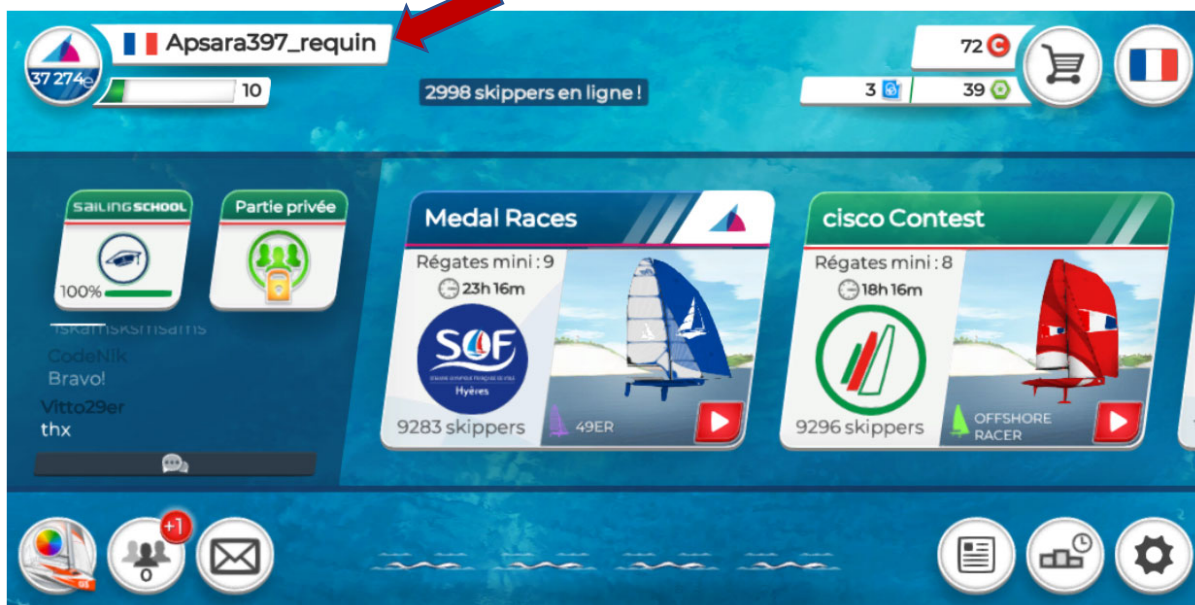 Apsara397_requin
37 274e
10
2998 skippers en ligne !
72
3
39
SAILING SCHOOL
100%
Partie privée
CodeNIk
Bravo!
Vitto29er
thx
Medal Races
Régates mini : 9
23h 16m
SOF
Hyères
9283 skippers
49ER
cisco Contest
Régates mini : 8
18h 16m
9296 skippers
OFFSHORE
RACER
+1
0